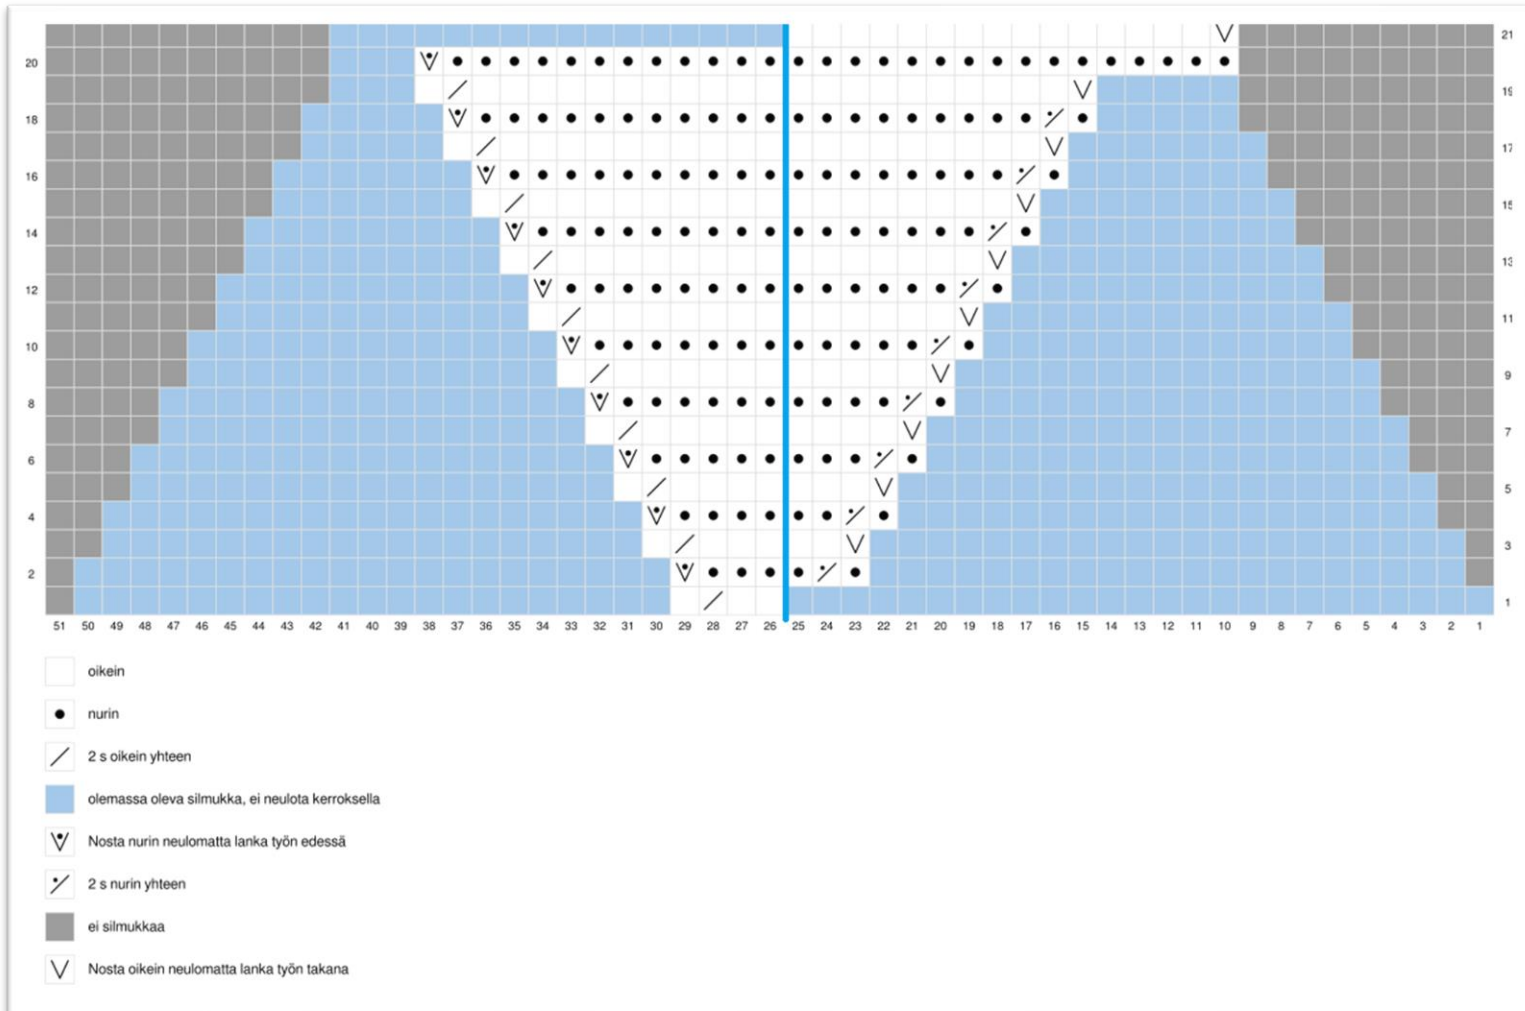 21
20
19
18
17
16
15
14
13
12
11
10
9
8
7
6
5
4
3
2
1
51 50 49 48 47 46 45 44 43 42 41 40 39 38 37 36 35 34 33 32 31 30 29 28 27 26 25 24 23 22 21 20 19 18 17 16 15 14 13 12 11 10 9 8 7 6 5 4 3 2 1
oikein
nurin
2 s oikein yhteen
olemassa oleva silmukka, ei neulota kerroksella
Nosta nurin neulomatta lanka työn edessä
2 s nurin yhteen
ei silmukkaa
Nosta oikein neulomatta lanka työn takana